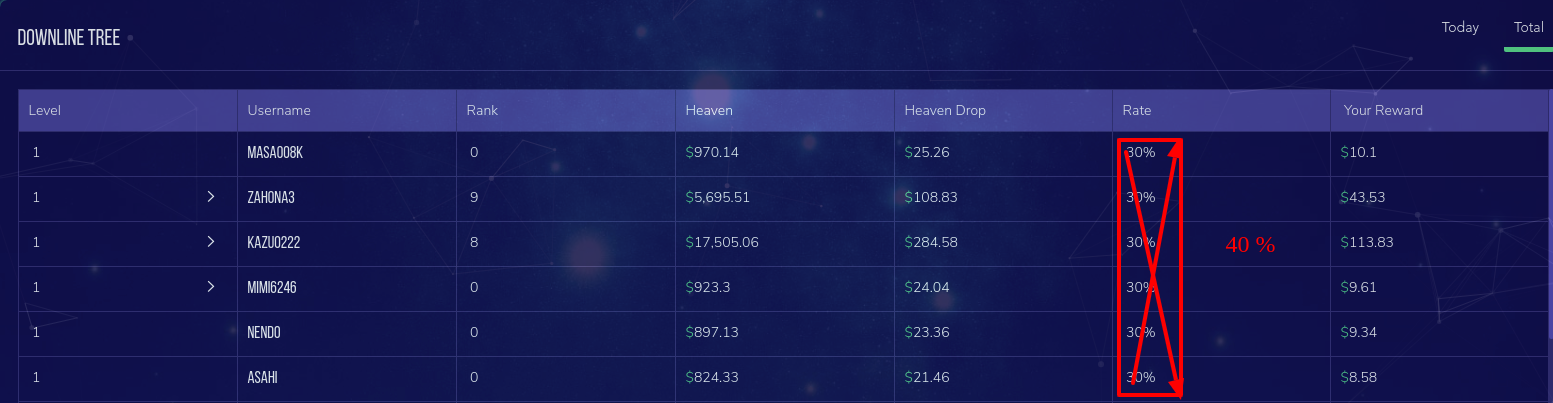 DOWNLINE TREE
Today Total
Level Username Rank Heaven Heaven Drop Rate Your Reward
1 MASA008K 0 $970.14 $25.26 30% $10.1
1 ZAHONA3 9 $5,695.51 $108.83 30% $43.53
1 KAZU0222 8 $17,505.06 $284.58 30% 40 % $113.83
1 MIMI6246 0 $923.3 $24.04 30% $9.61
1 NENDO 0 $897.13 $23.36 30% $9.34
1 ASAHI 0 $824.33 $21.46 30% $8.58